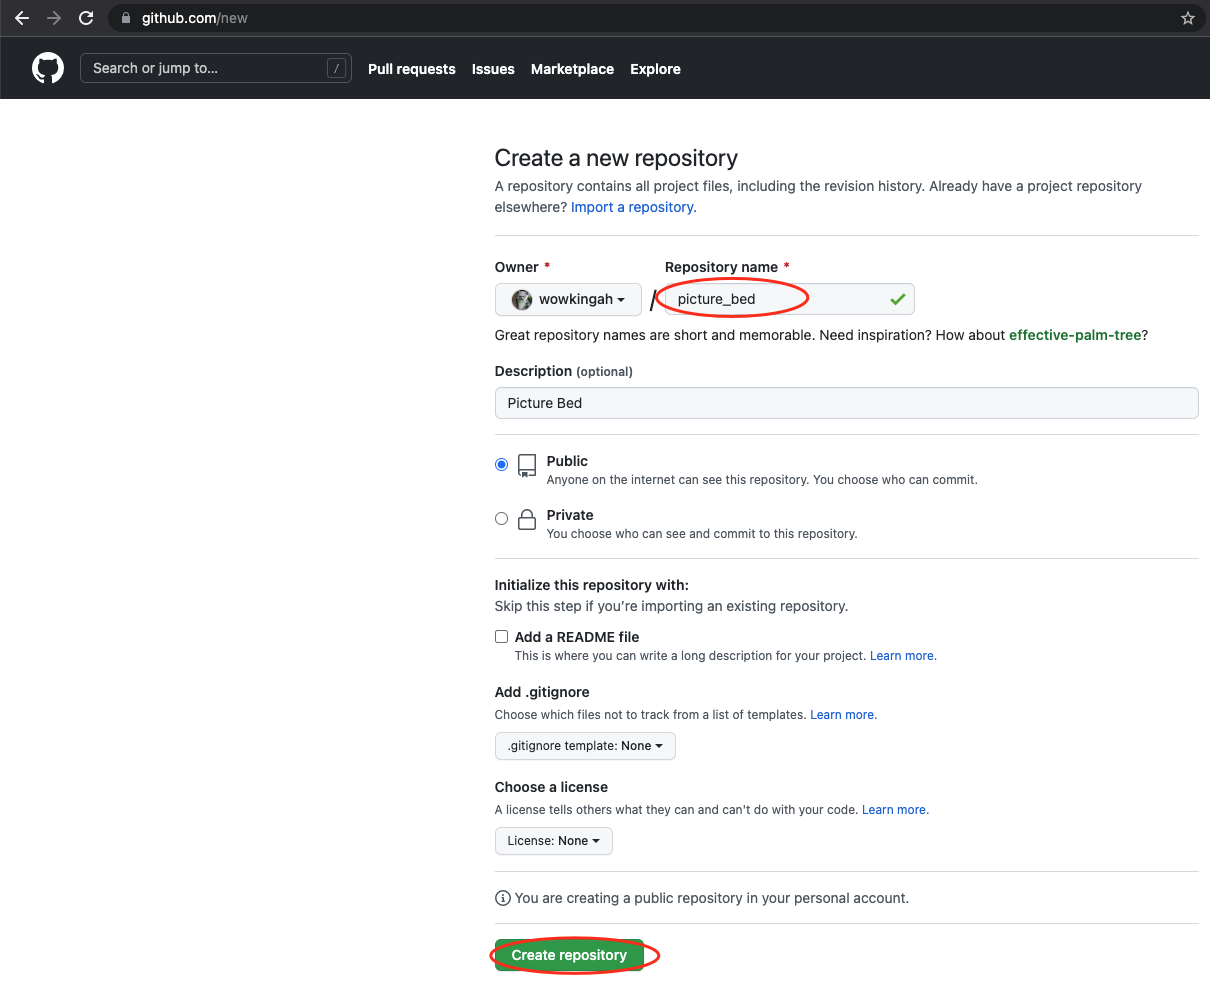 github.com/new
Search or jump to... /
Pull requests Issues Marketplace Explore
Create a new repository
A repository contains all project files, including the revision history. Already have a project repository
elsewhere? Import a repository.
Owner * Repository name *
wowkingah / picture_bed
Great repository names are short and memorable. Need inspiration? How about effective-palm-tree?
Description (optional)
Picture Bed
Public
Anyone on the internet can see this repository. You choose who can commit.
Private
You choose who can see and commit to this repository.
Initialize this repository with:
Skip this step if you’re importing an existing repository.
Add a README file
This is where you can write a long description for your project. Learn more.
Add .gitignore
Choose which files not to track from a list of templates. Learn more.
.gitignore template: None
Choose a license
A license tells others what they can and can't do with your code. Learn more.
License: None
You are creating a public repository in your personal account.
Create repository